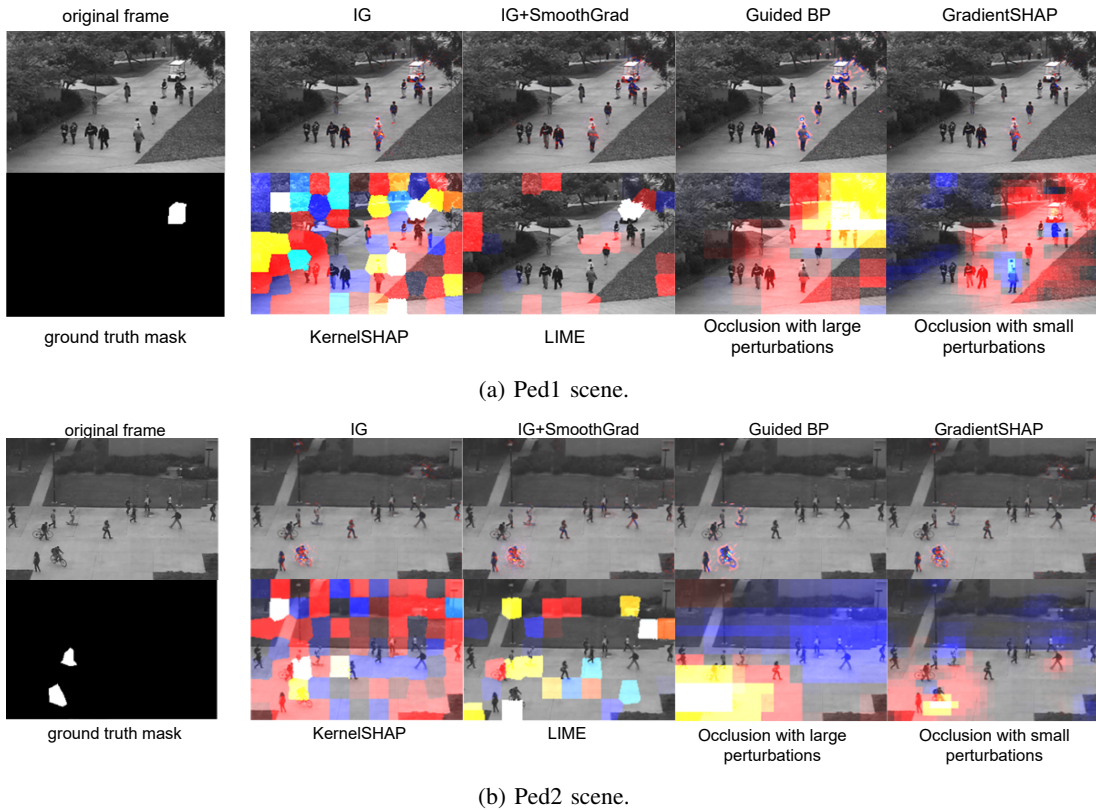 original frame IG IG+SmoothGrad Guided BP GradientSHAP
ground truth mask KernelSHAP LIME Occlusion with large perturbations Occlusion with small perturbations
(a) Ped1 scene.
original frame IG IG+SmoothGrad Guided BP GradientSHAP
ground truth mask KernelSHAP LIME Occlusion with large perturbations Occlusion with small perturbations
(b) Ped2 scene.